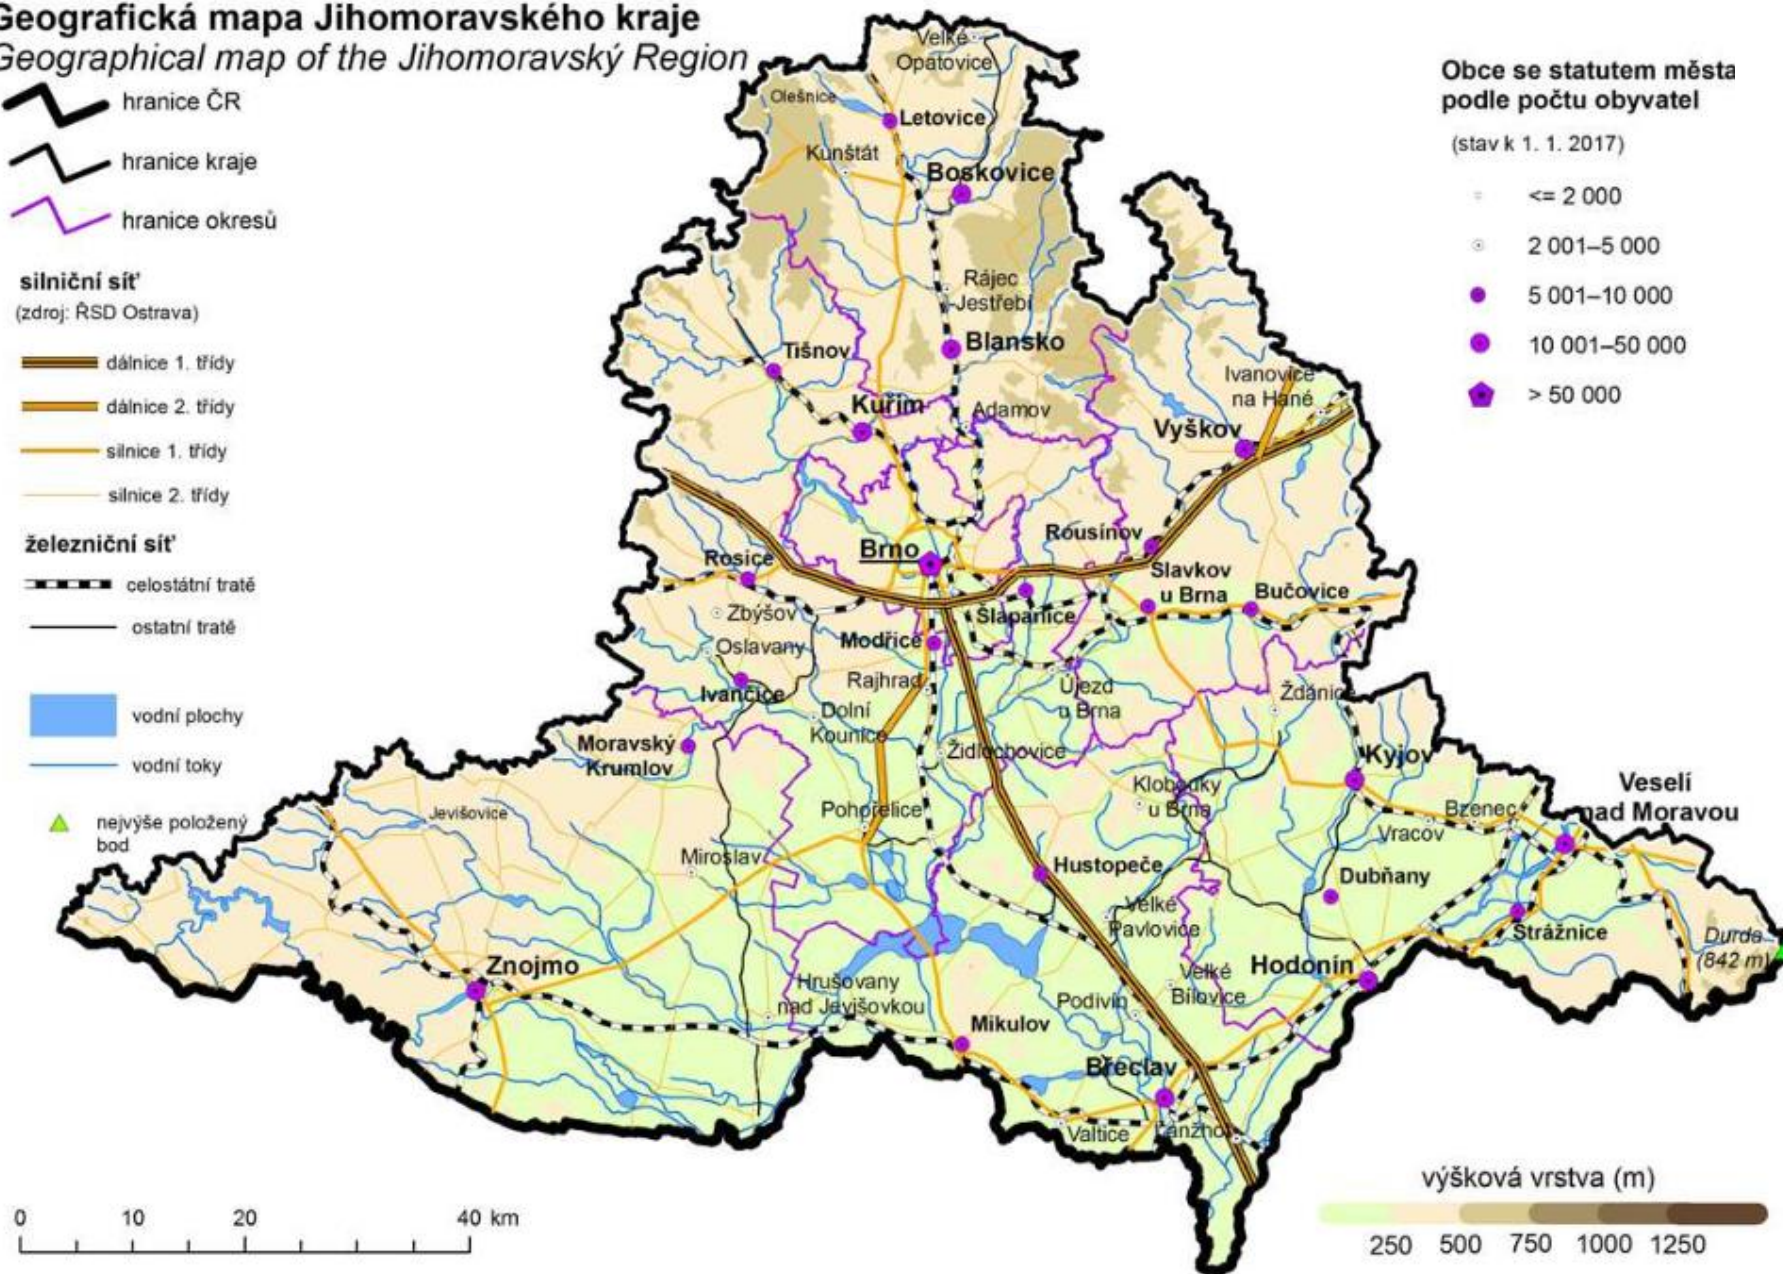 Geografická mapa Jihomoravského kraje
Geographical map of the Jihomoravský Region
hranice ČR
hranice kraje
hranice okresů
silniční síť
(zdroj: ŘSD Ostrava)
dálnice 1. třídy
dálnice 2. třídy
silnice 1. třídy
silnice 2. třídy
železniční síť
celostátní tratě
ostatní tratě
vodní plochy
vodní toky
nejvýše položený
bod
0 10 20 40 km
Obce se statutem města
podle počtu obyvatel
(stav k 1. 1. 2017)
<= 2 000
2 001–5 000
5 001–10 000
10 001–50 000
> 50 000
Velké
Opatovice
Olešnice
Letovice
Kunštát
Boskovice
Rájec
Jestřebí
Blansko
Tišnov
Ivanovice
na Hané
Kuřim
Adamov
Vyškov
Rousínov
Brno
Rosice
Slavkov
u Brna
Bučovice
Zbýšov
Šlapanice
Oslavany
Modřice
Rajhrad
Ivančice
Újezd
u Brna
Ždánice
Dolní
Kounice
Moravský
Krumlov
Židlochovice
Kyjov
Klobouky
u Brna
Veselí
nad Moravou
Jevišovice
Pohořelice
Bzenec
Vracov
Miroslav
Hustopeče
Dubňany
Velké
Pavlovice
Strážnice
Durda
(842 m)
Znojmo
Hodonín
Hrušovany
nad Jevišovkou
Velké
Bílovice
Podivín
Mikulov
Břeclav
Valtice
Lanžhot
výšková vrstva (m)
250 500 750 1000 1250